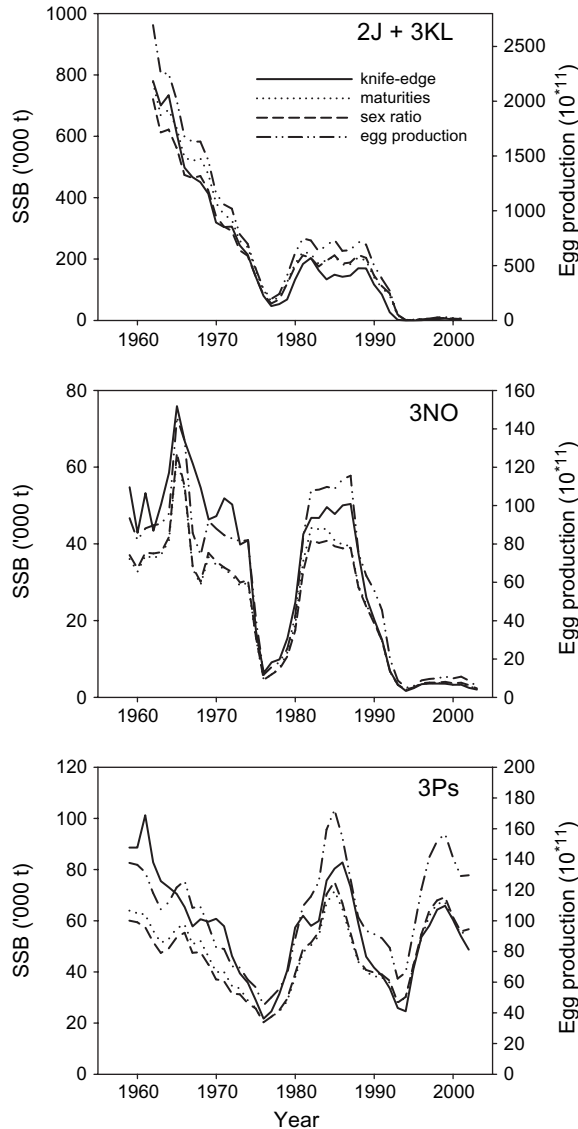 2J + 3KL
SSB ('000 t)
Egg production (10*11)
1000
800
600
400
200
0
2500
2000
1500
1000
500
0
knife-edge
maturities
sex ratio
egg production
1960 1970 1980 1990 2000
3NO
SSB ('000 t)
Egg production (10*11)
80
60
40
20
0
160
140
120
100
80
60
40
20
0
1960 1970 1980 1990 2000
3Ps
SSB ('000 t)
Egg production (10*11)
120
100
80
60
40
20
0
200
180
160
140
120
100
80
60
40
20
0
1960 1970 1980 1990 2000
Year